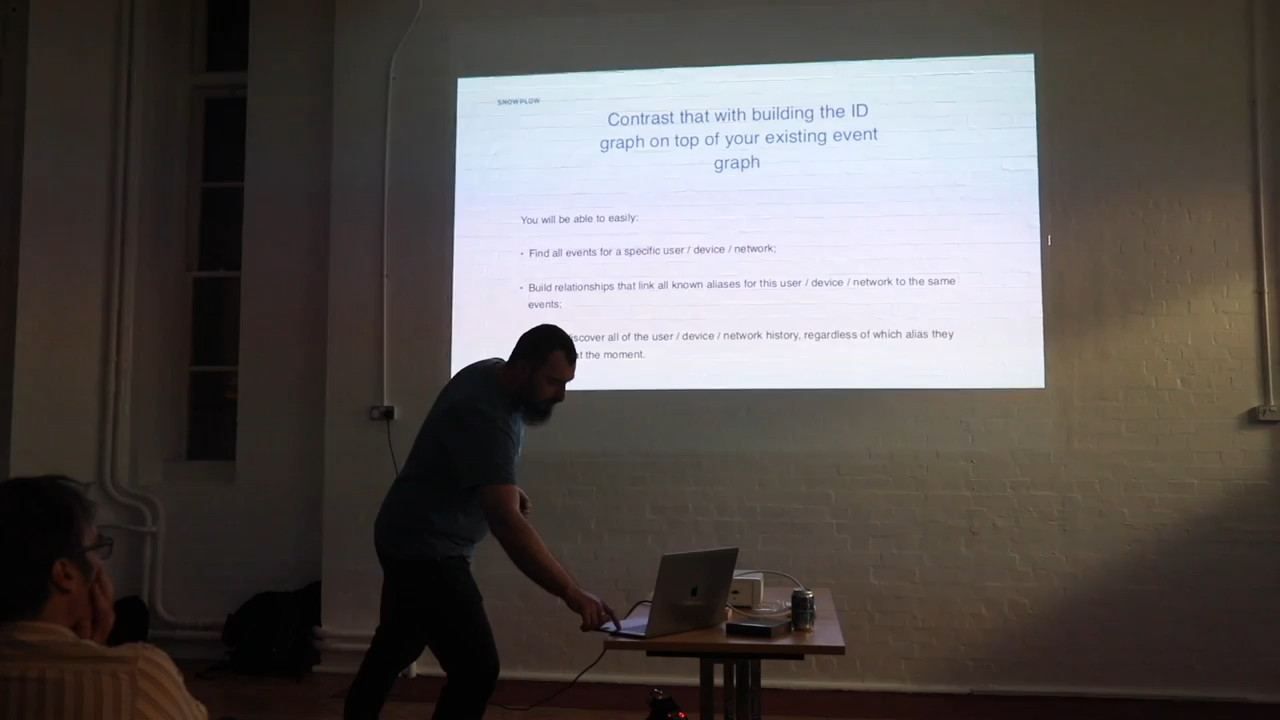 SNOWPLOW
Contrast that with building the ID
graph on top of your existing event
graph
You will be able to easily:
• Find all events for a specific user / device / network;
• Build relationships that link all known aliases for this user / device / network to the same
events;
iscover all of the user / device / network history, regardless of which alias they
at the moment.